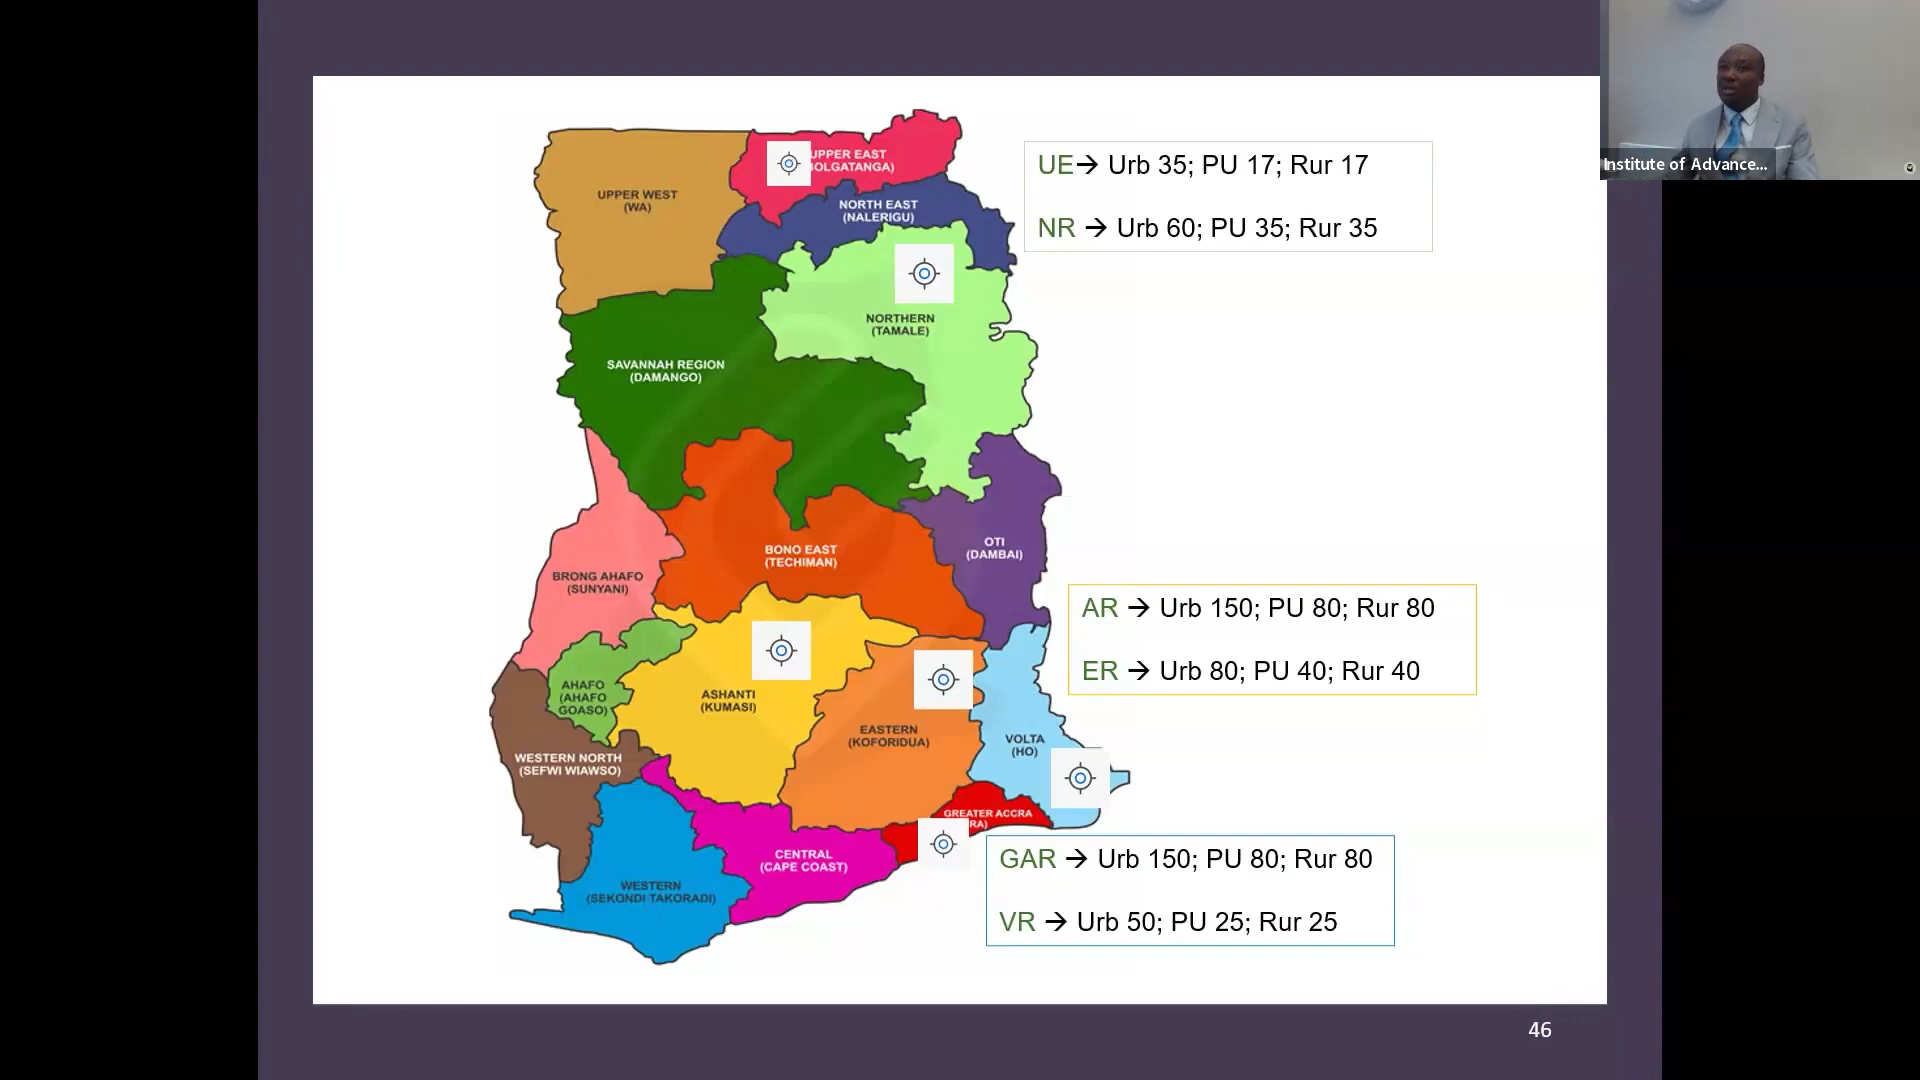 Institute of Advance...
UPPER EAST
BOLGATANGA)
UE→ Urb 35; PU 17; Rur 17
NR → Urb 60; PU 35; Rur 35
UPPER WEST
(WA)
NORTH EAST
(NALERIGU)
NORTHERN
(TAMALE)
SAVANNAH REGION
(DAMANGO)
OTI
(DAMBAI)
BONO EAST
(TECHIMAN)
BRONG AHAFO
(SUNYANI)
AR → Urb 150; PU 80; Rur 80
ER → Urb 80; PU 40; Rur 40
AHAFO
(AHAFO
GOASO)
ASHANTI
(KUMASI)
EASTERN
(KOFORIDUA)
VOLTA
(HO)
WESTERN NORTH
(SEFWI WIAWSO)
GREATER ACCRA
RA)
CENTRAL
(CAPE COAST)
WESTERN
(SEKONDI TAKORADI)
GAR → Urb 150; PU 80; Rur 80
VR → Urb 50; PU 25; Rur 25
46